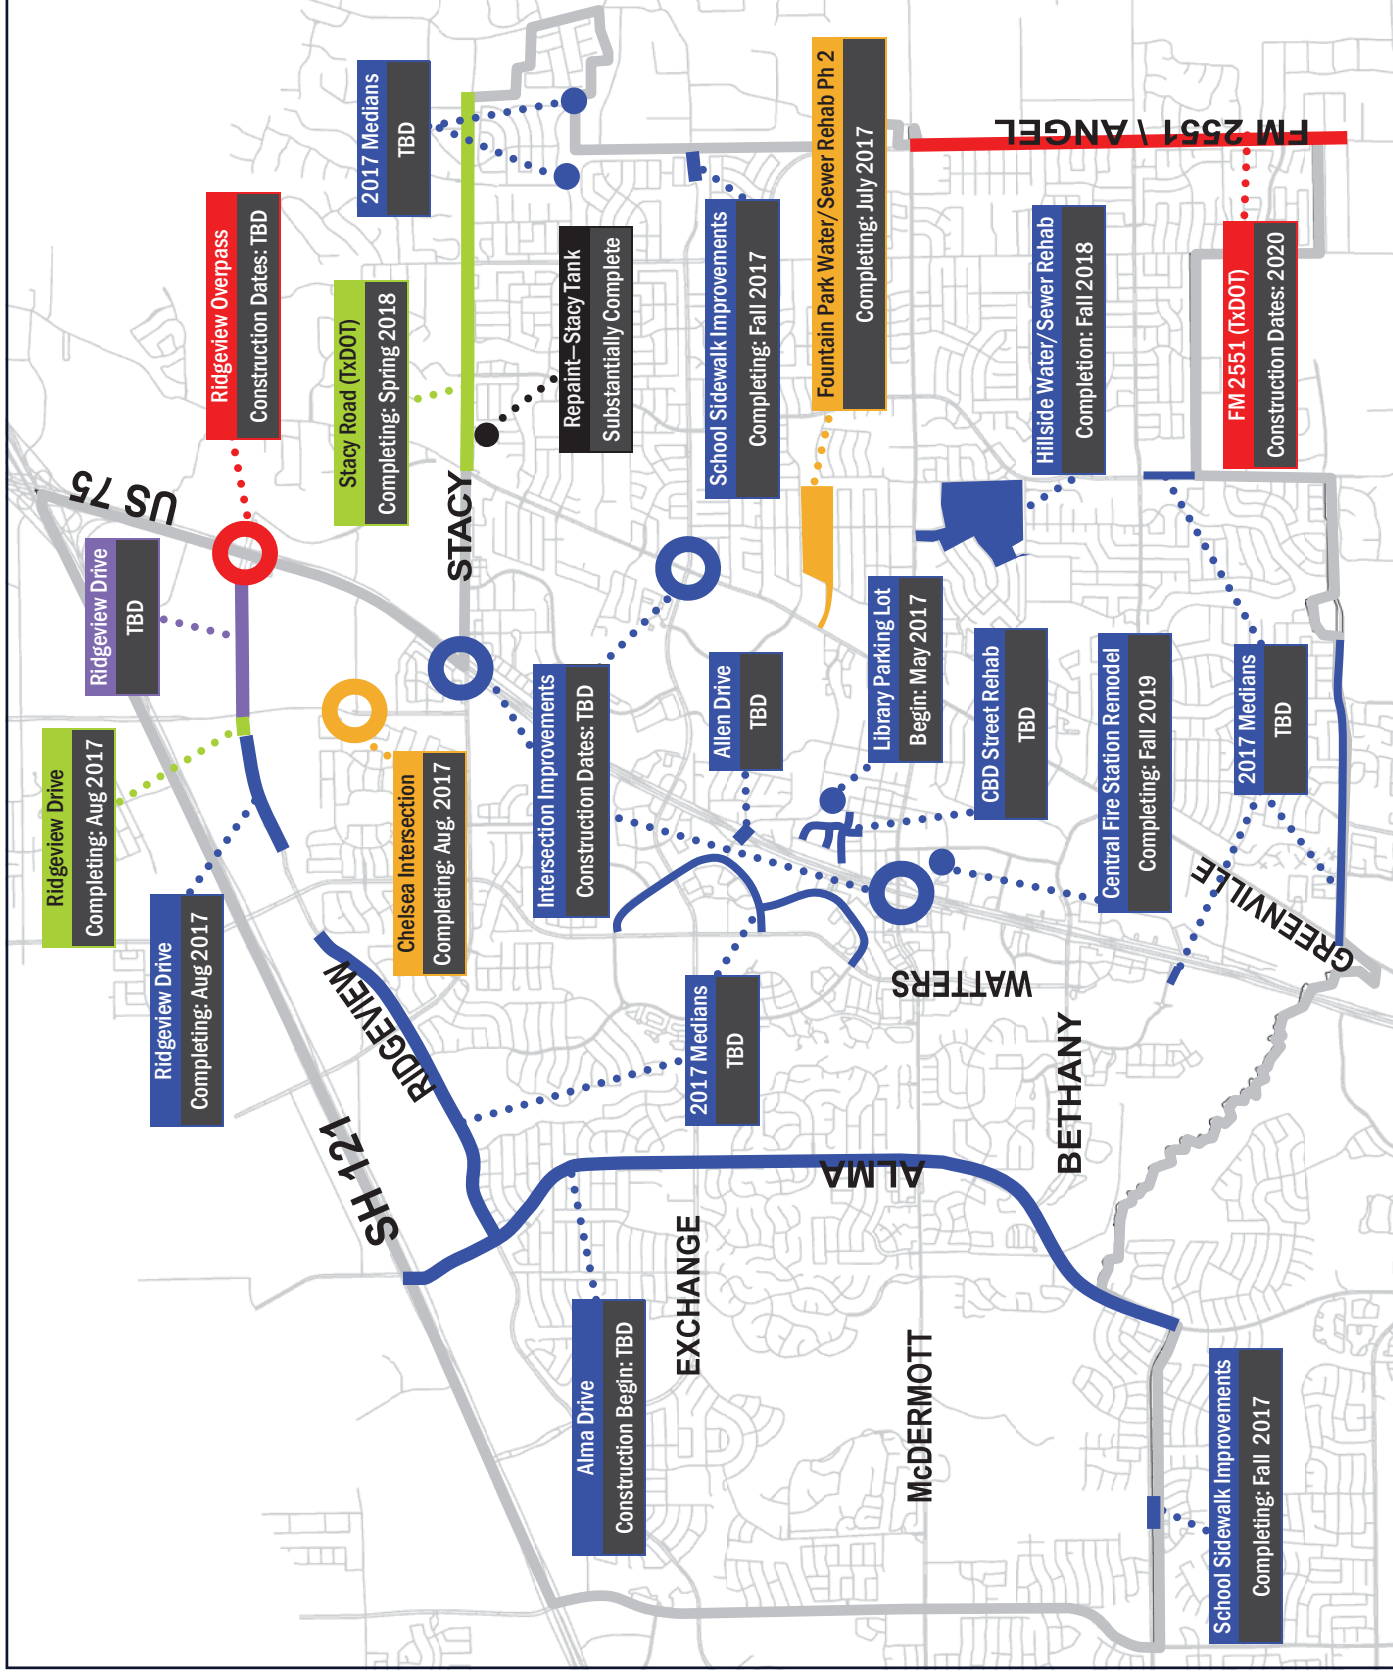 Ridgeview Drive
Completing: Aug 2017
Ridgeview Drive
TBD
US 75
Ridgeview Drive
Completing: Aug 2017
Ridgeview Overpass
Construction Dates: TBD
SH 121
RIDGEVIEW
Chelsea Intersection
Completing: Aug. 2017
Stacy Road (TxDOT)
Completing: Spring 2018
2017 Medians
TBD
STACY
Alma Drive
Construction Begin: TBD
Intersection Improvements
Construction Dates: TBD
Repaint—Stacy Tank
Substantially Complete
EXCHANGE
2017 Medians
TBD
Allen Drive
TBD
School Sidewalk Improvements
Completing: Fall 2017
ALMA
Fountain Park Water/Sewer Rehab Ph 2
Completing: July 2017
McDERMOTT
WATTERS
Library Parking Lot
Begin: May 2017
CBD Street Rehab
TBD
BETHANY
Central Fire Station Remodel
Completing: Fall 2019
Hillside Water/Sewer Rehab
Completion: Fall 2018
FM 2551 \ ANGEL
School Sidewalk Improvements
Completing: Fall 2017
GREENVILLE
2017 Medians
TBD
FM 2551 (TxDOT)
Construction Dates: 2020